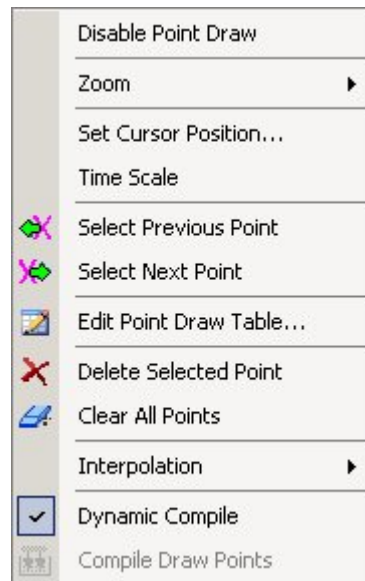 Disable Point Draw
Zoom
Set Cursor Position...
Time Scale
Select Previous Point
Select Next Point
Edit Point Draw Table...
Delete Selected Point
Clear All Points
Interpolation
Dynamic Compile
Compile Draw Points